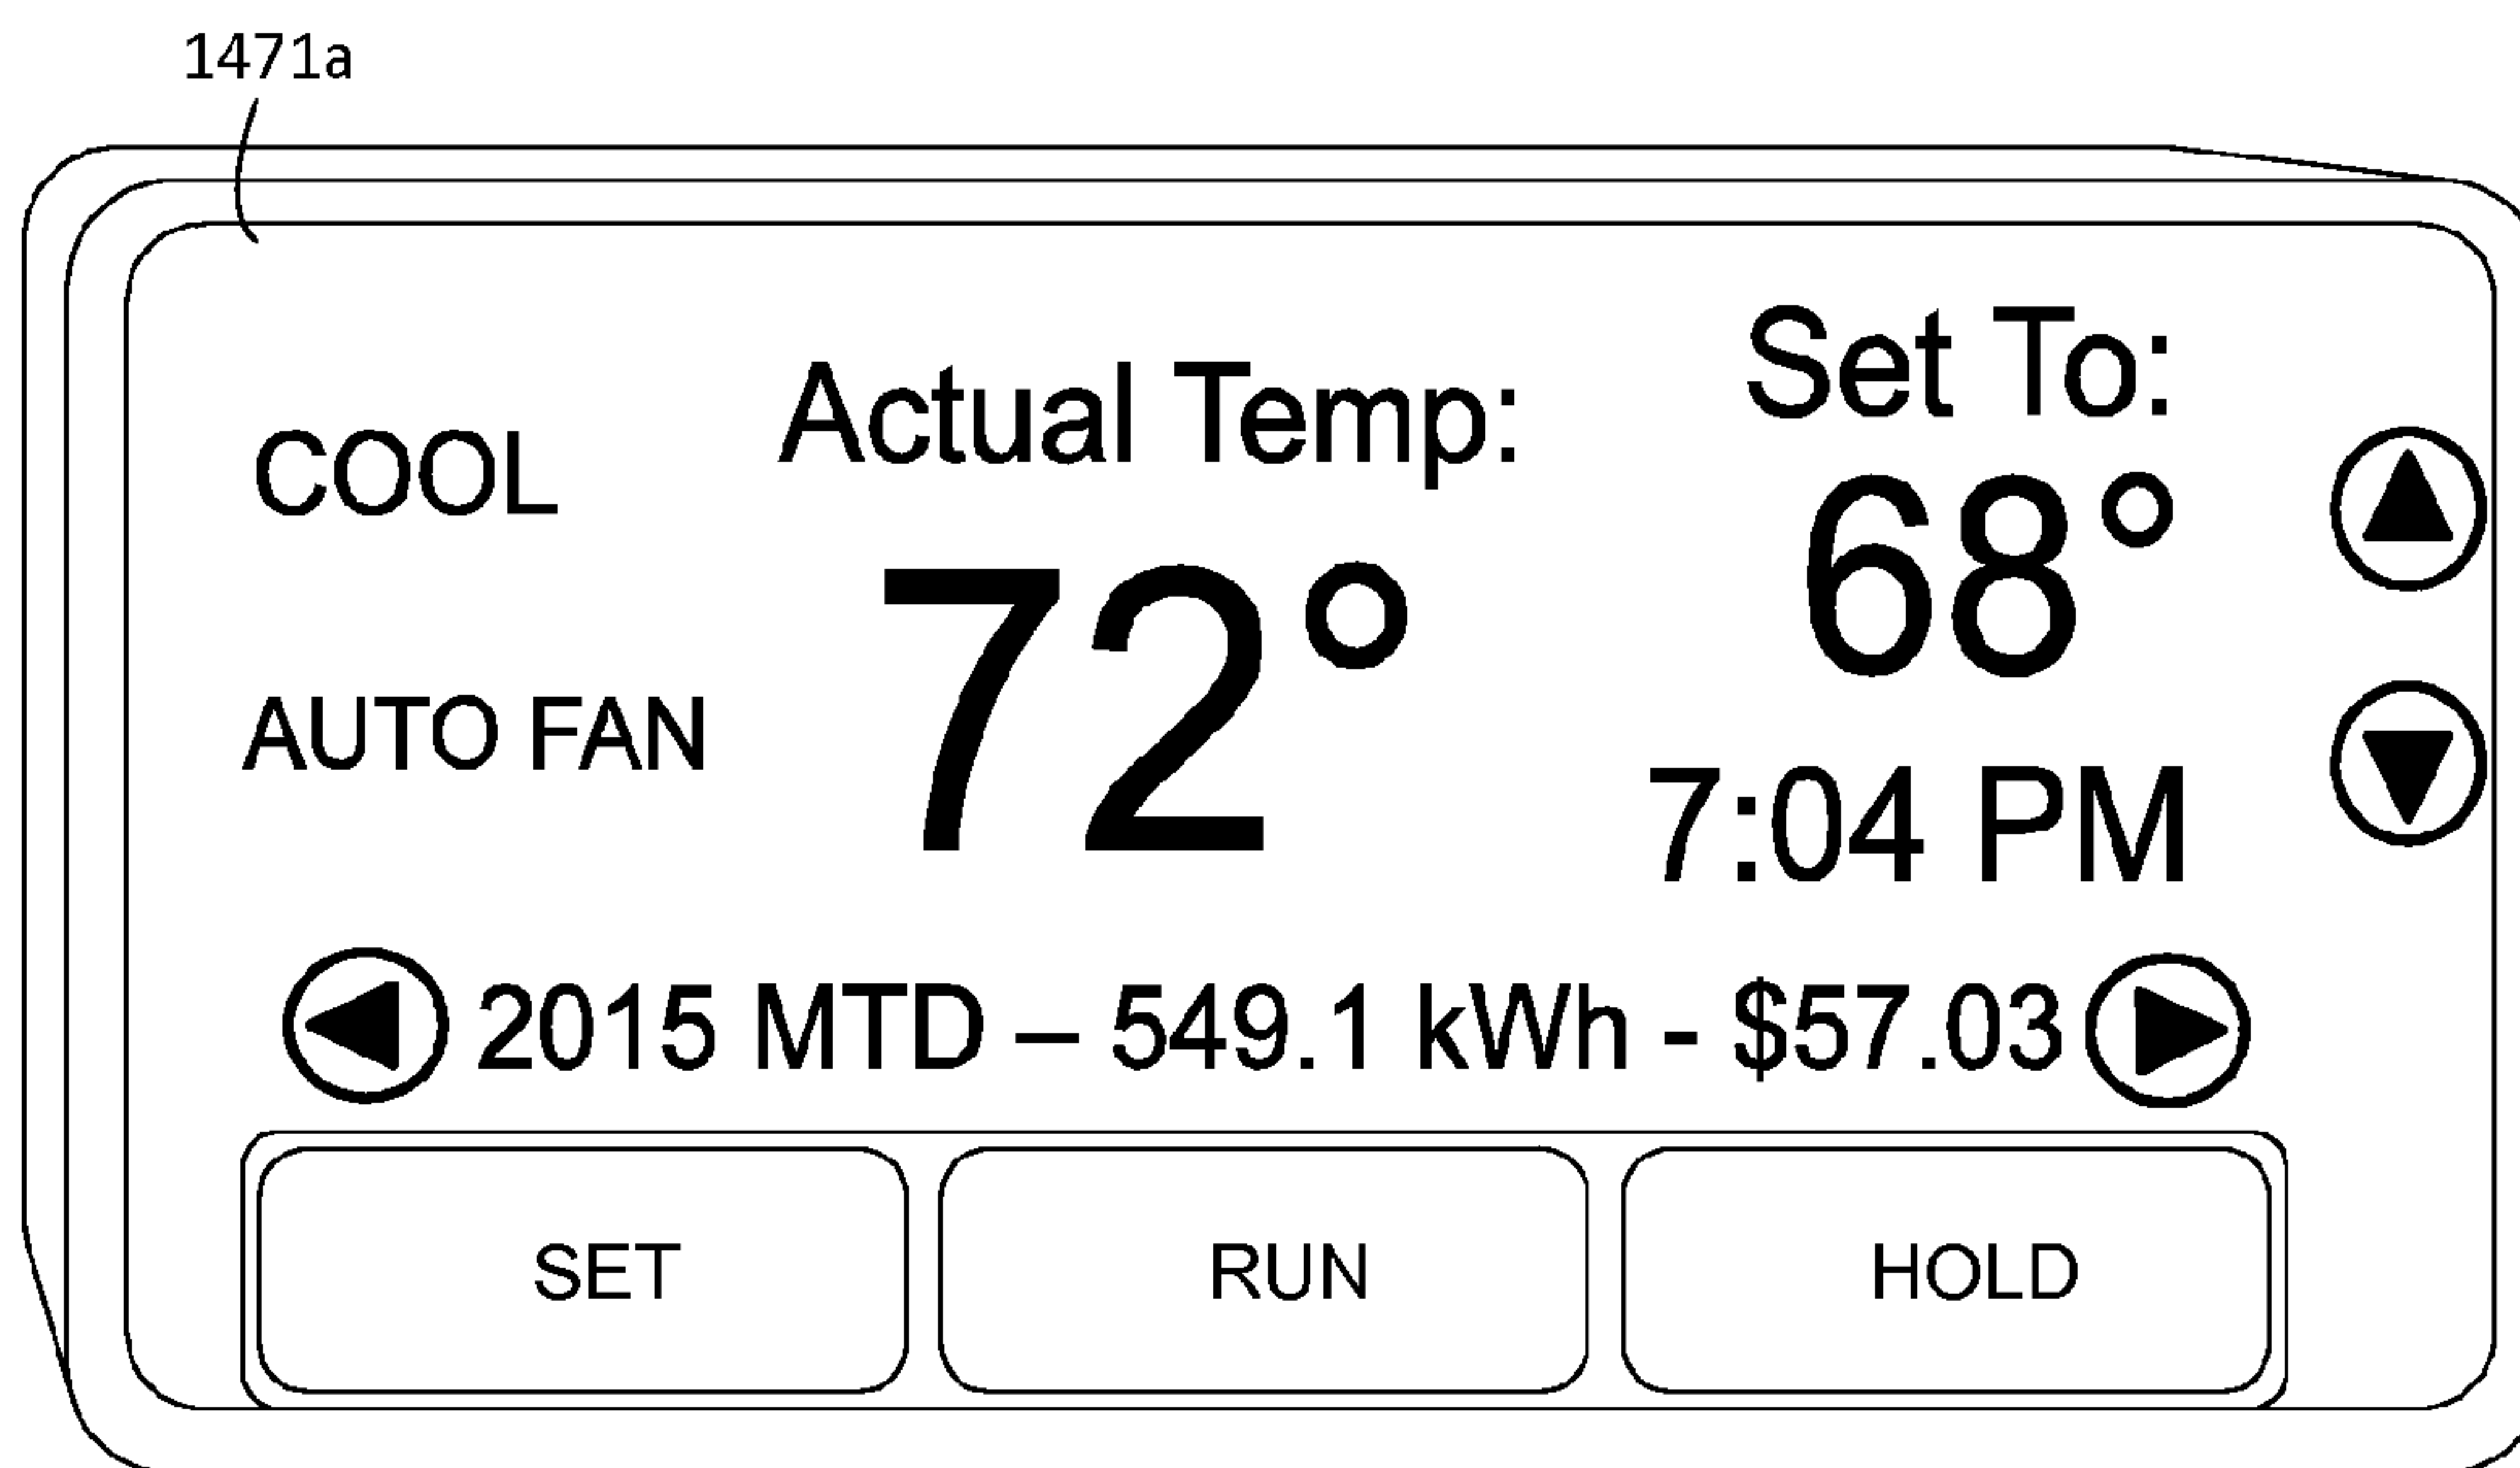 1471a
COOL
AUTO FAN
Actual Temp:
72°
Set To:
68°
7:04 PM
2015 MTD – 549.1 kWh - $57.03
SET
RUN
HOLD